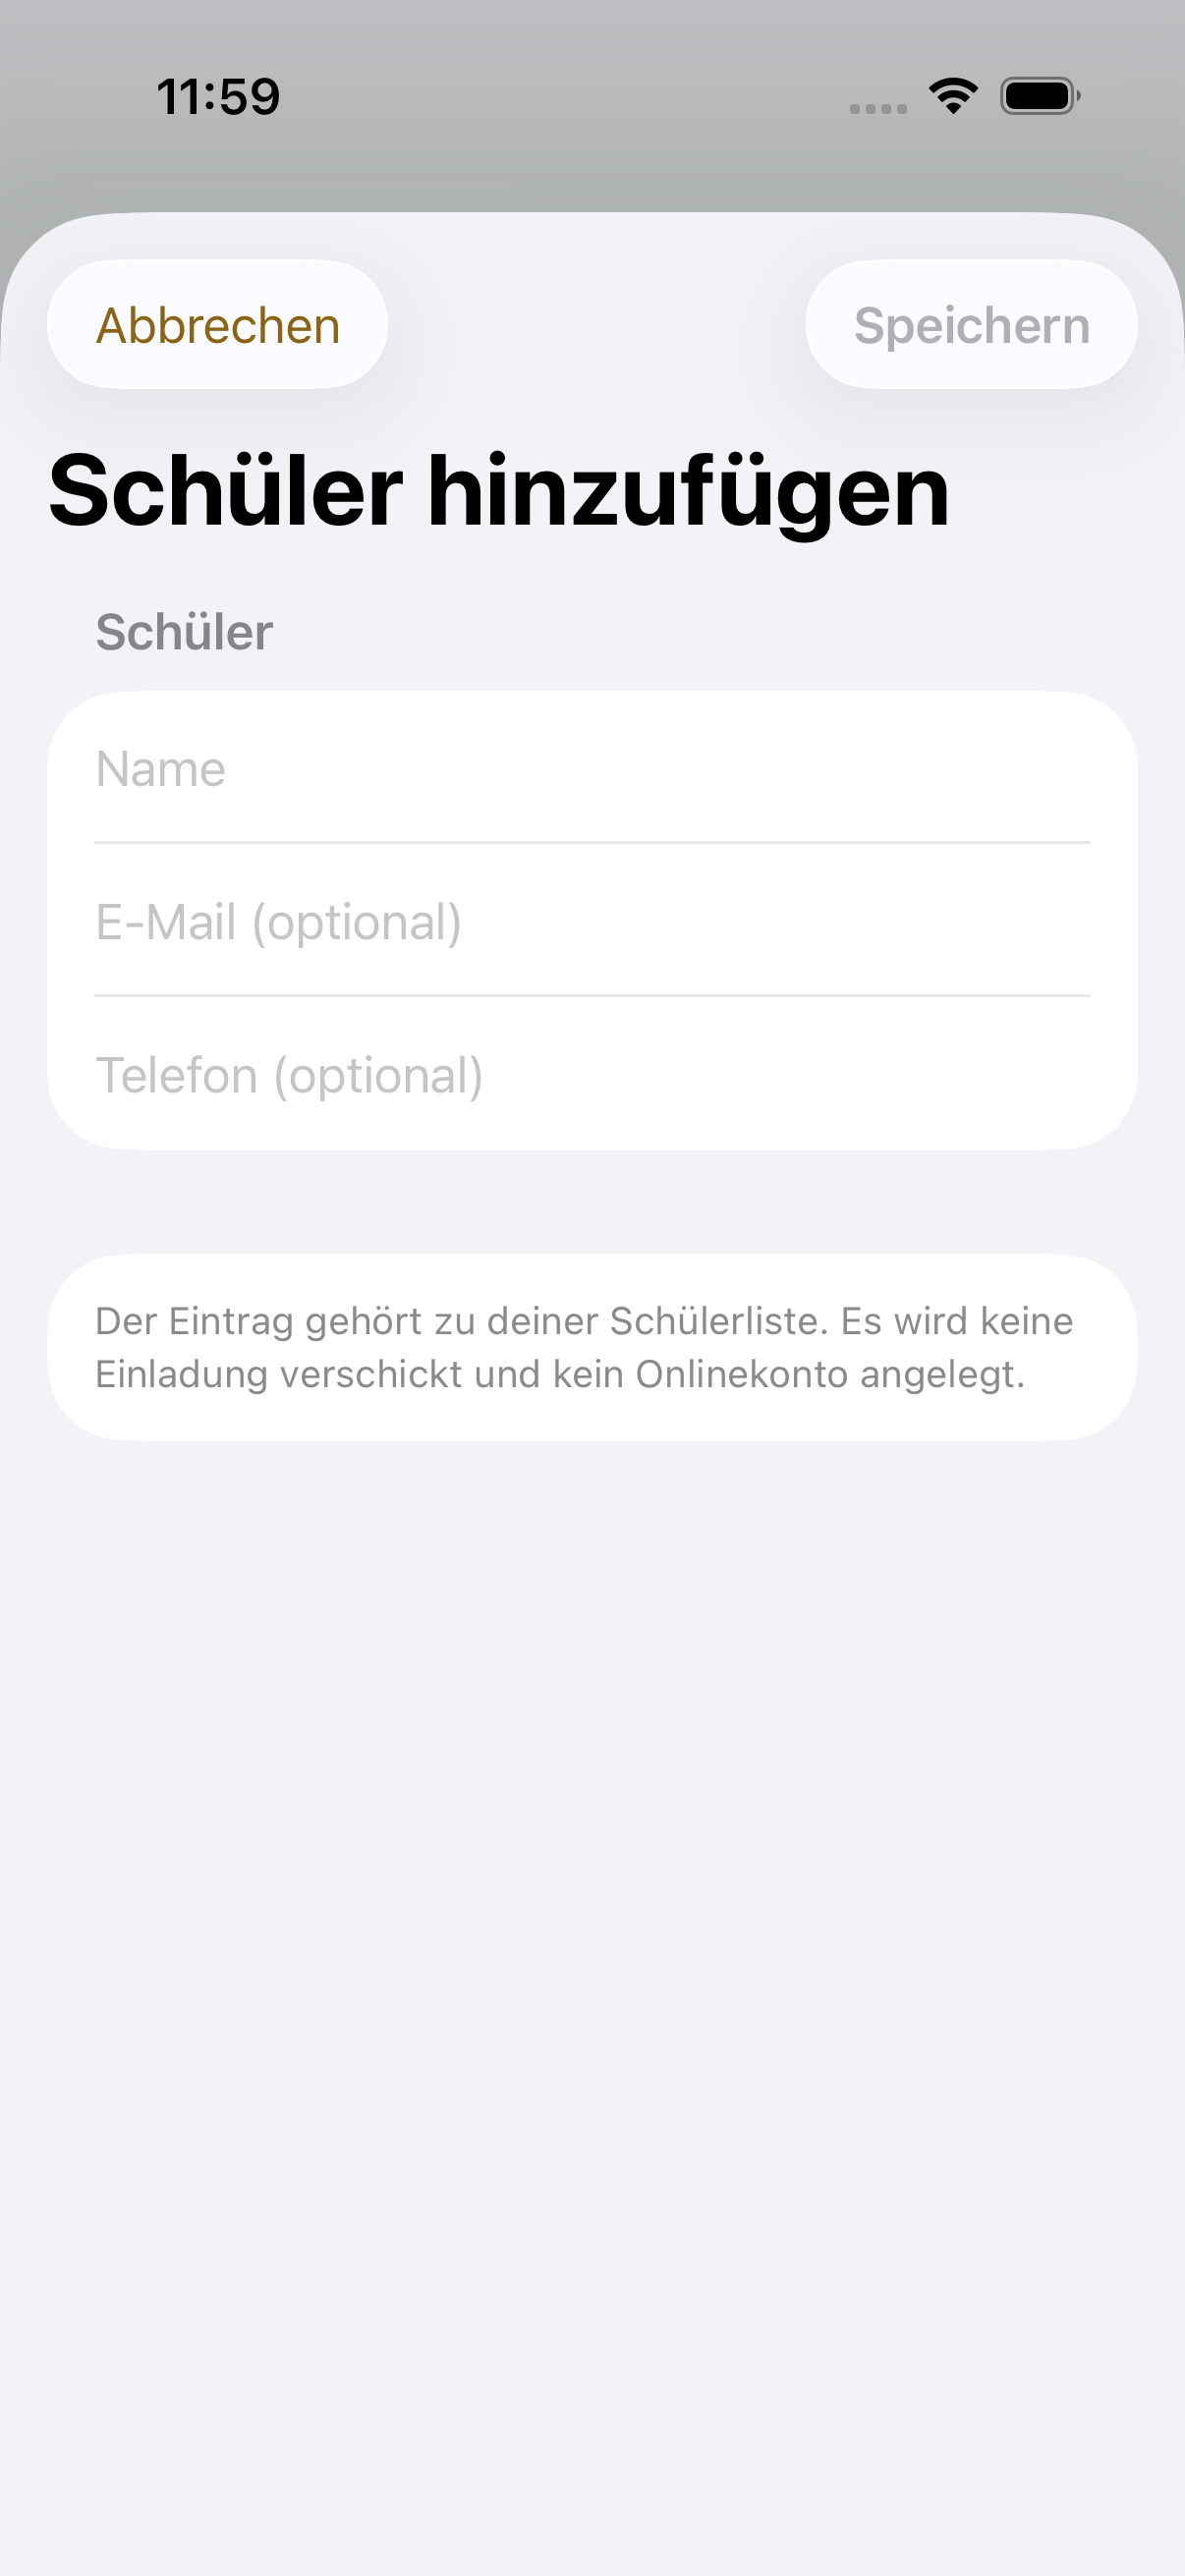 11:59
Abbrechen
Speichern
Schüler hinzufügen
Schüler
Name
E-Mail (optional)
Telefon (optional)
Der Eintrag gehört zu deiner Schülerliste. Es wird keine
Einladung verschickt und kein Onlinekonto angelegt.